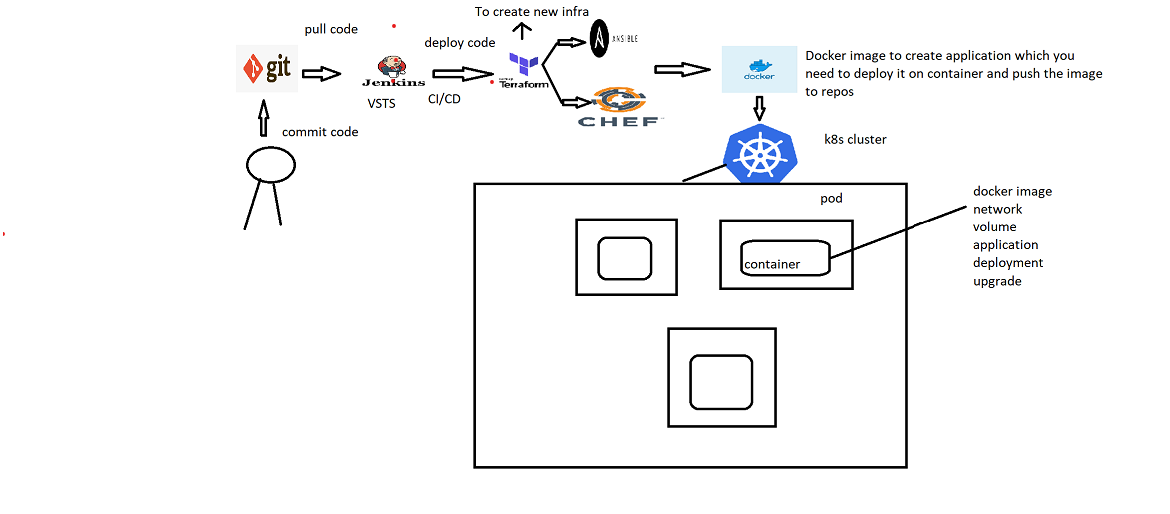 To create new infra
pull code
deploy code
ANSIBLE
git
Jenkins
Terraform
docker
Docker image to create application which you
need to deploy it on container and push the image
to repos
VSTS
CI/CD
CHEF
commit code
k8s cluster
pod
docker image
network
volume
application
deployment
upgrade
container